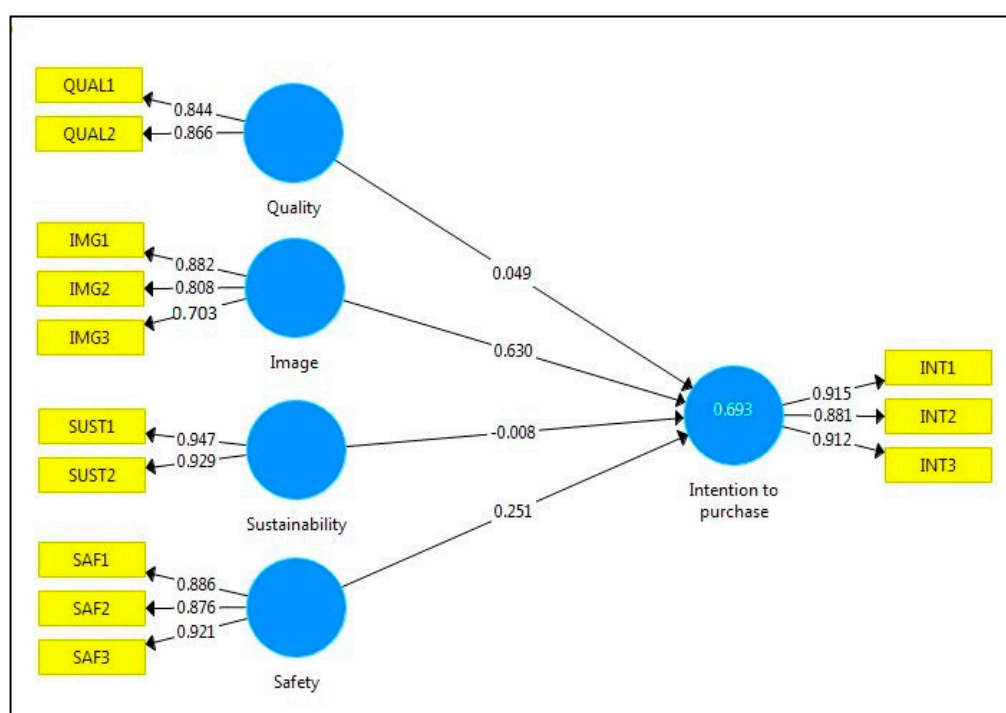 QUAL1
0.844
QUAL2
0.866
Quality
0.049
IMG1
0.882
IMG2
0.808
IMG3
0.703
Image
0.630
SUST1
0.947
SUST2
0.929
Sustainability
-0.008
SAF1
0.886
SAF2
0.876
SAF3
0.921
Safety
0.251
0.693
Intention to
purchase
INT1
0.915
INT2
0.881
INT3
0.912